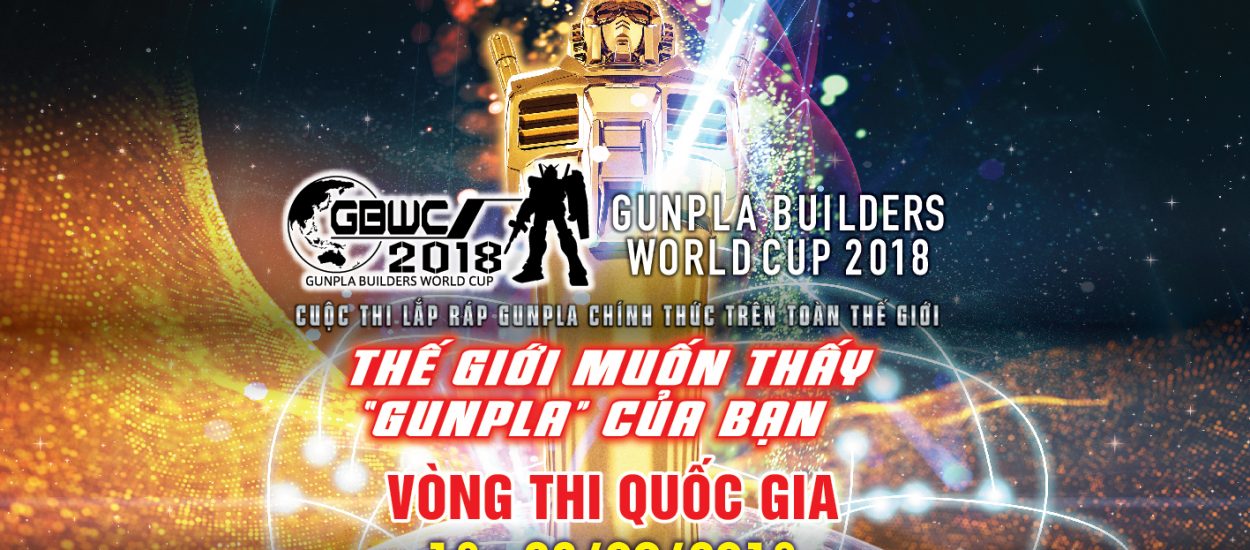 GBWC
2018
GUNPLA BUILDERS WORLD CUP
GUNPLA BUILDERS
WORLD CUP 2018
CUỘC THI LẮP RÁP GUNPLA CHÍNH THỨC TRÊN TOÀN THẾ GIỚI
THẾ GIỚI MUỐN THẤY
“GUNPLA” CỦA BẠN
VÒNG THI QUỐC GIA